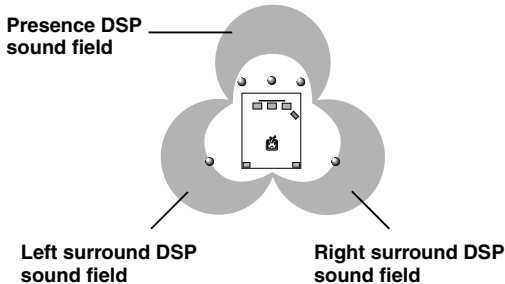 Presence DSP
sound field
Left surround DSP
sound field
Right surround DSP
sound field